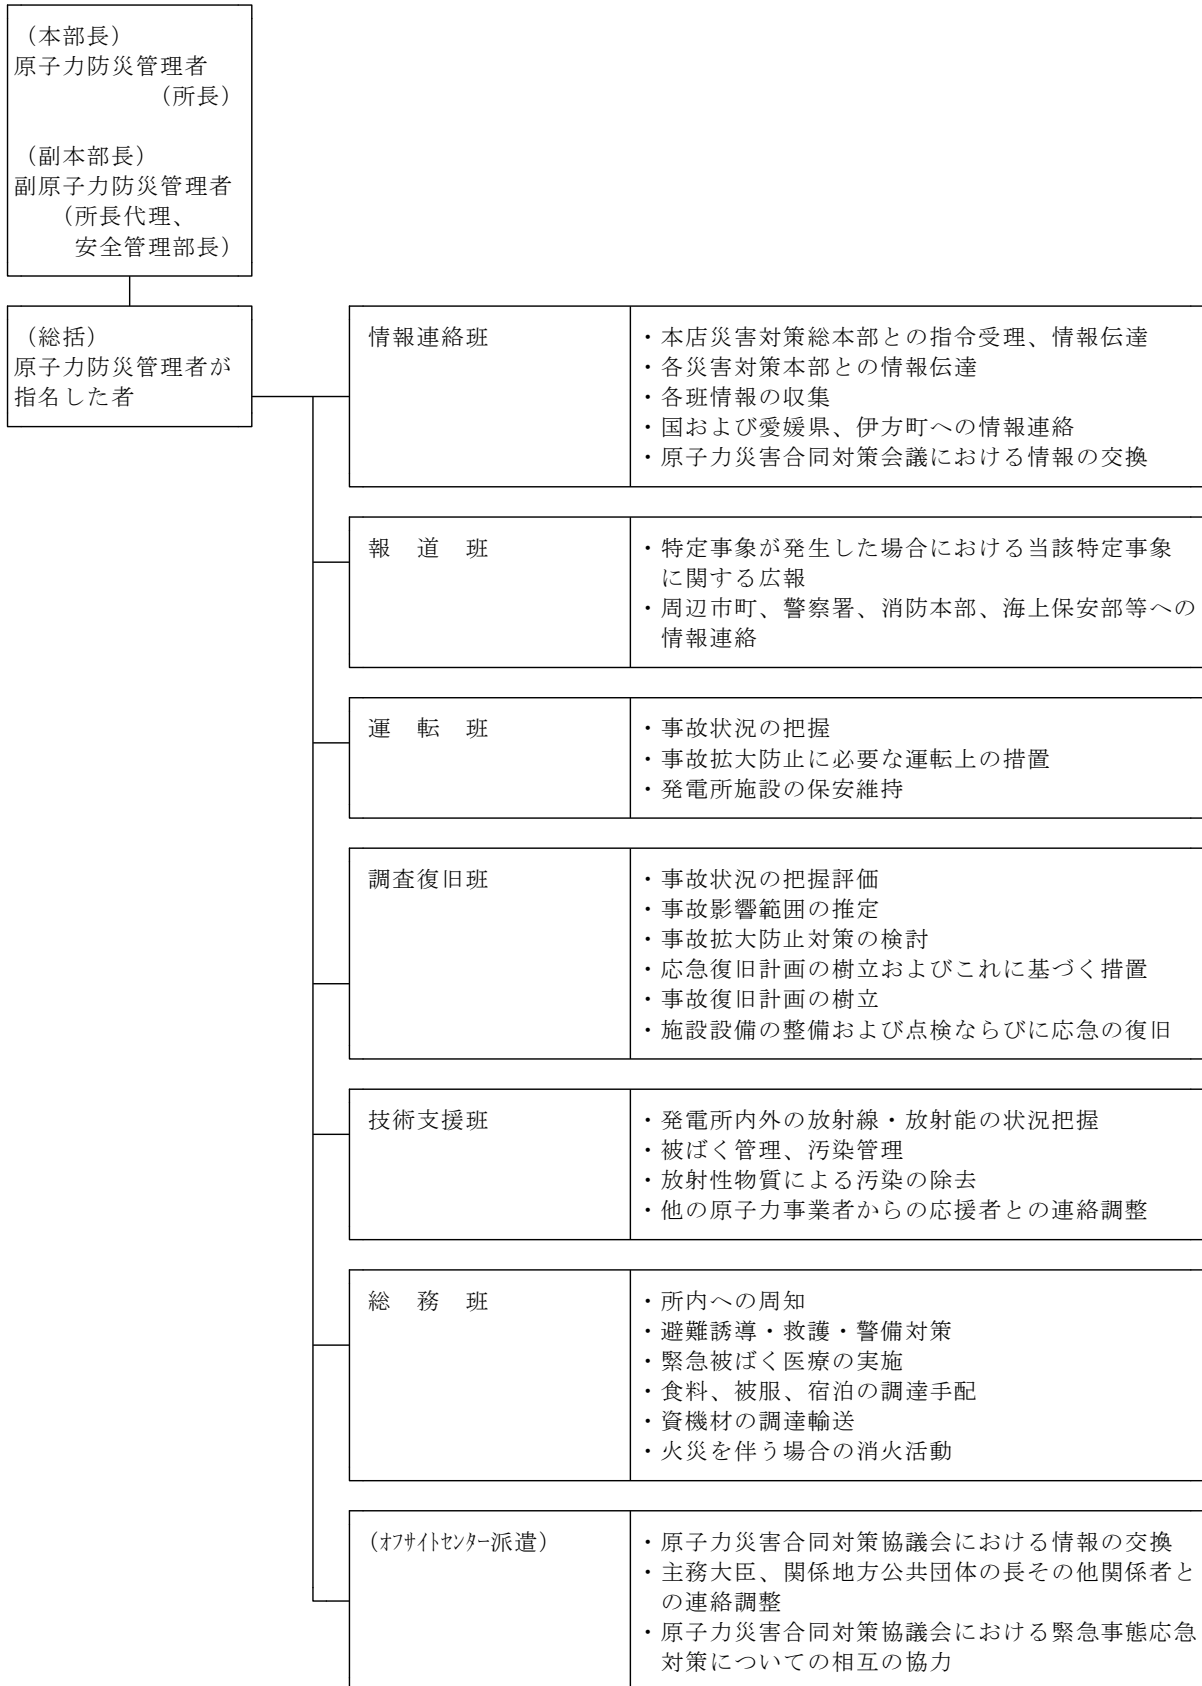 （本部長）
原子力防災管理者
（所長）
（副本部長）
副原子力防災管理者
（所長代理、
安全管理部長）
（総括）
原子力防災管理者が
指名した者
情報連絡班
・本店災害対策総本部との指令受理、情報伝達
・各災害対策本部との情報伝達
・各班情報の収集
・国および愛媛県、伊方町への情報連絡
・原子力災害合同対策会議における情報の交換
報　道　班
・特定事象が発生した場合における当該特定事象
に関する広報
・周辺市町、警察署、消防本部、海上保安部等への
情報連絡
運　転　班
・事故状況の把握
・事故拡大防止に必要な運転上の措置
・発電所施設の保安維持
調査復旧班
・事故状況の把握評価
・事故影響範囲の推定
・事故拡大防止対策の検討
・応急復旧計画の樹立およびこれに基づく措置
・事故復旧計画の樹立
・施設設備の整備および点検ならびに応急の復旧
技術支援班
・発電所内外の放射線・放射能の状況把握
・被ばく管理、汚染管理
・放射性物質による汚染の除去
・他の原子力事業者からの応援者との連絡調整
総　務　班
・所内への周知
・避難誘導・救護・警備対策
・緊急被ばく医療の実施
・食料、被服、宿泊の調達手配
・資機材の調達輸送
・火災を伴う場合の消火活動
（ｵﾌｻｲﾄｾﾝﾀｰ派遣）
・原子力災害合同対策協議会における情報の交換
・主務大臣、関係地方公共団体の長その他関係者と
の連絡調整
・原子力災害合同対策協議会における緊急事態応急
対策についての相互の協力